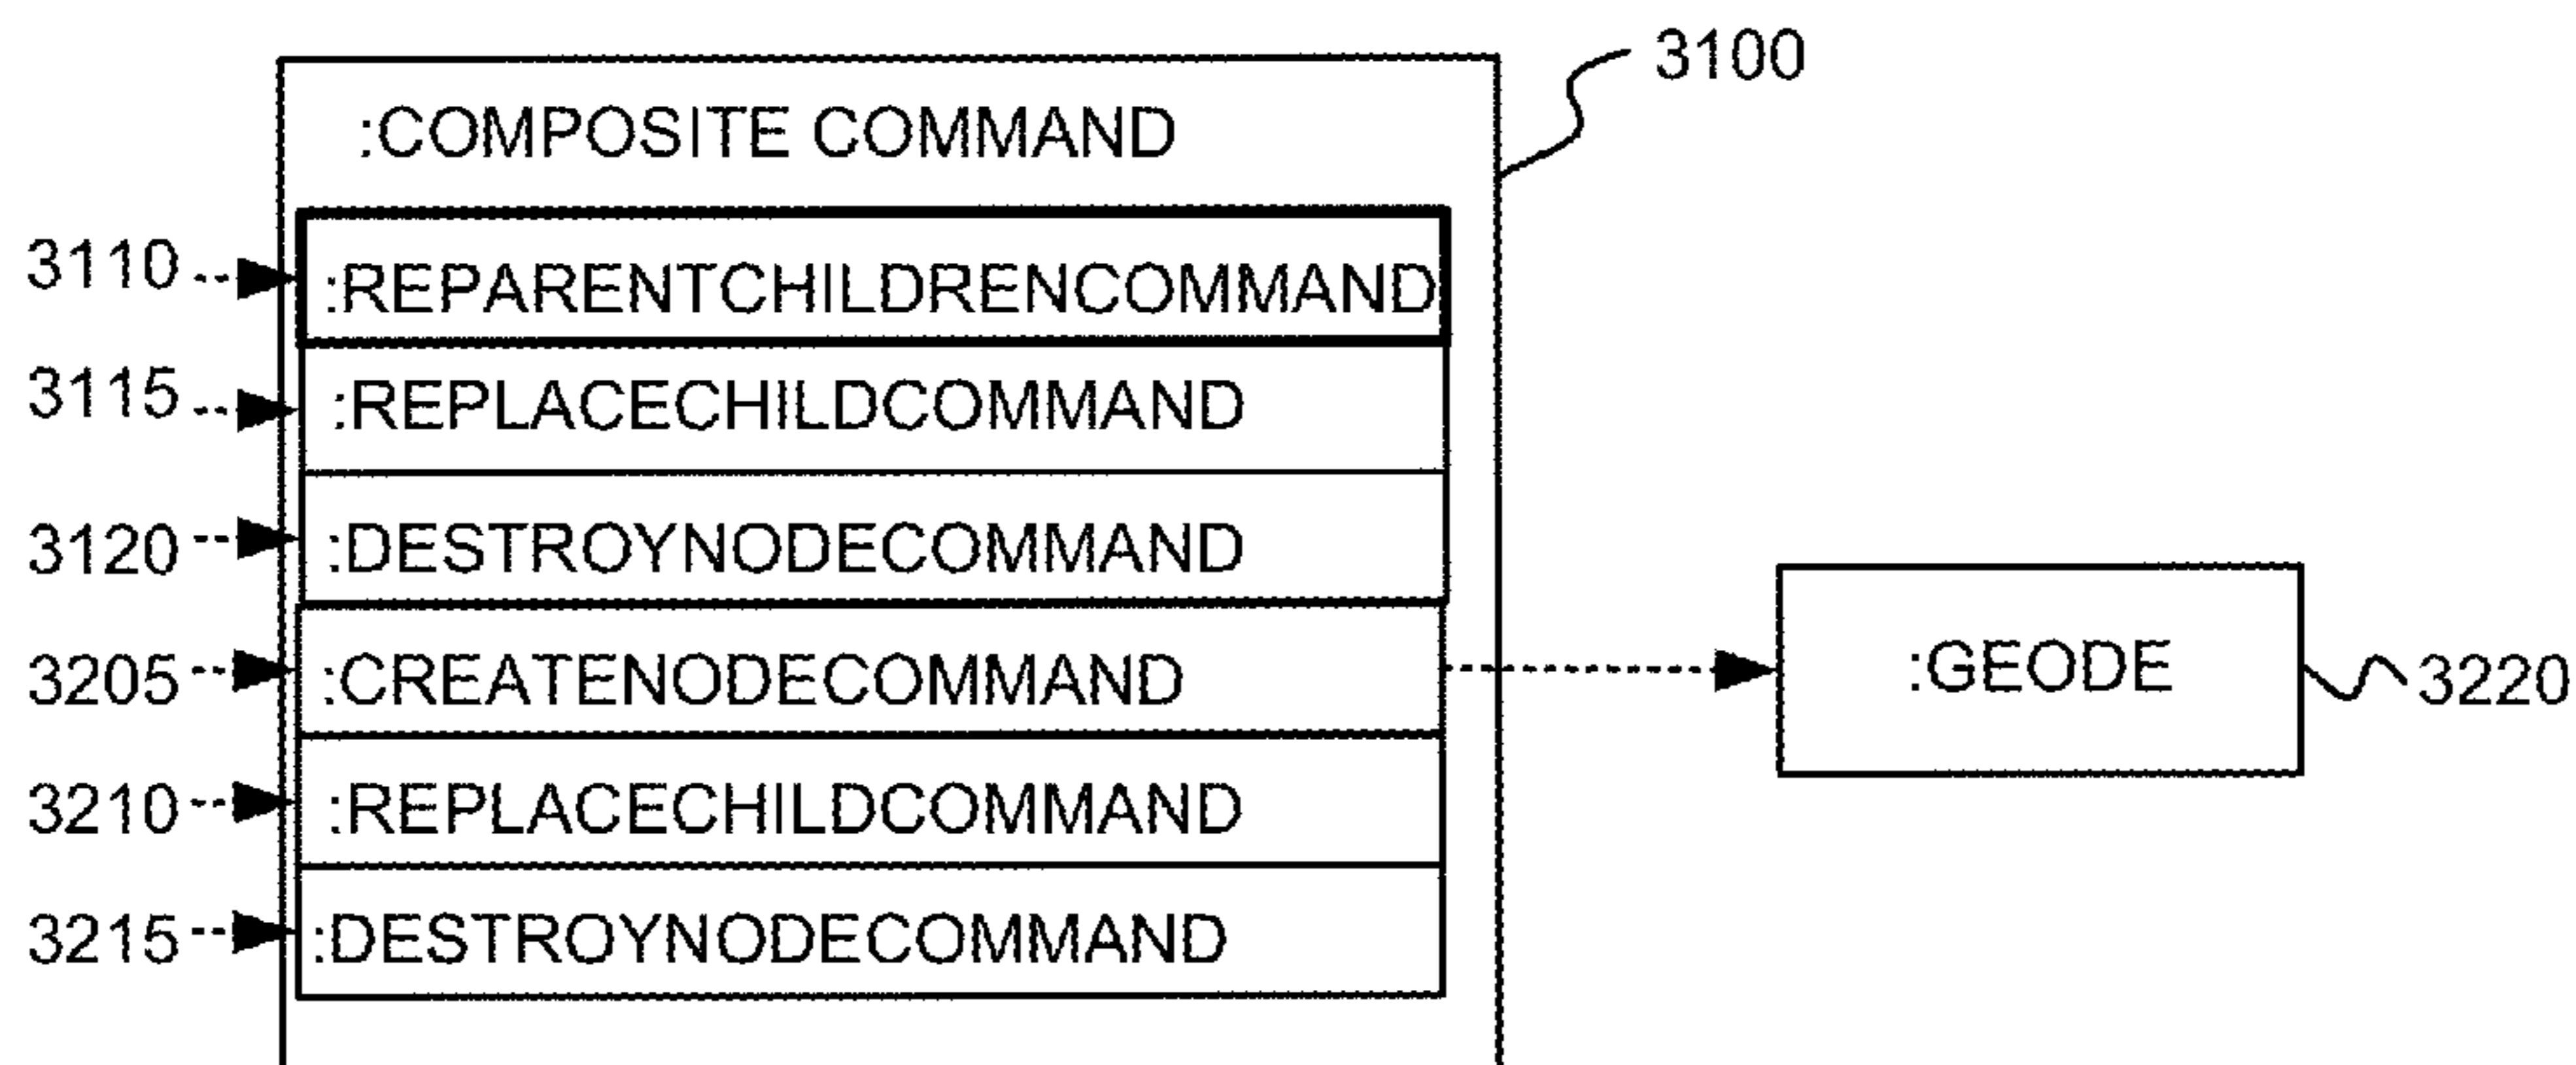 3100
:COMPOSITE COMMAND
3110 :REPARENTCHILDRENCOMMAND
3115 :REPLACECHILDCOMMAND
3120 :DESTROYNODECOMMAND
3205 :CREATENODECOMMAND :GEODE 3220
3210 :REPLACECHILDCOMMAND
3215 :DESTROYNODECOMMAND